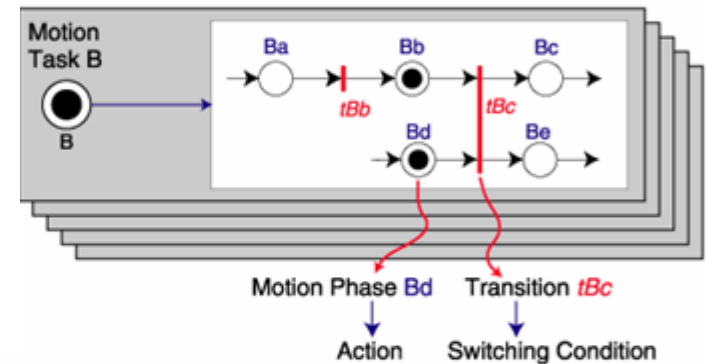 Motion
Task B
B
Ba
Bb
Bc
tBb
tBc
Bd
Be
Motion Phase Bd
Transition tBc
Action
Switching Condition